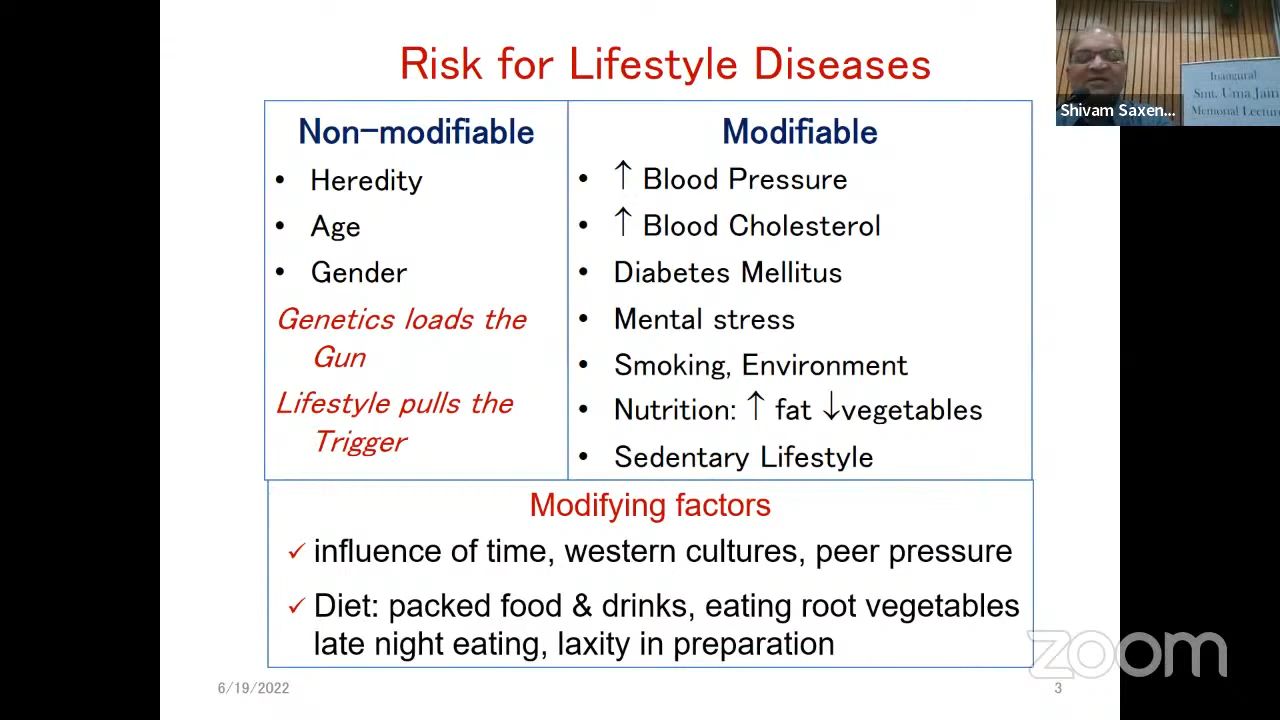 Risk for Lifestyle Diseases
Non-modifiable
• Heredity
• Age
• Gender
Genetics loads the
Gun
Lifestyle pulls the
Trigger
Modifiable
• ↑ Blood Pressure
• ↑ Blood Cholesterol
• Diabetes Mellitus
• Mental stress
• Smoking, Environment
• Nutrition: ↑ fat ↓vegetables
• Sedentary Lifestyle
Modifying factors
✓ influence of time, western cultures, peer pressure
✓ Diet: packed food & drinks, eating root vegetables
late night eating, laxity in preparation
6/19/2022
3
zoom
Shivam Saxen...
Inaugural
Smt. Uma Jain
Memorial Lecture